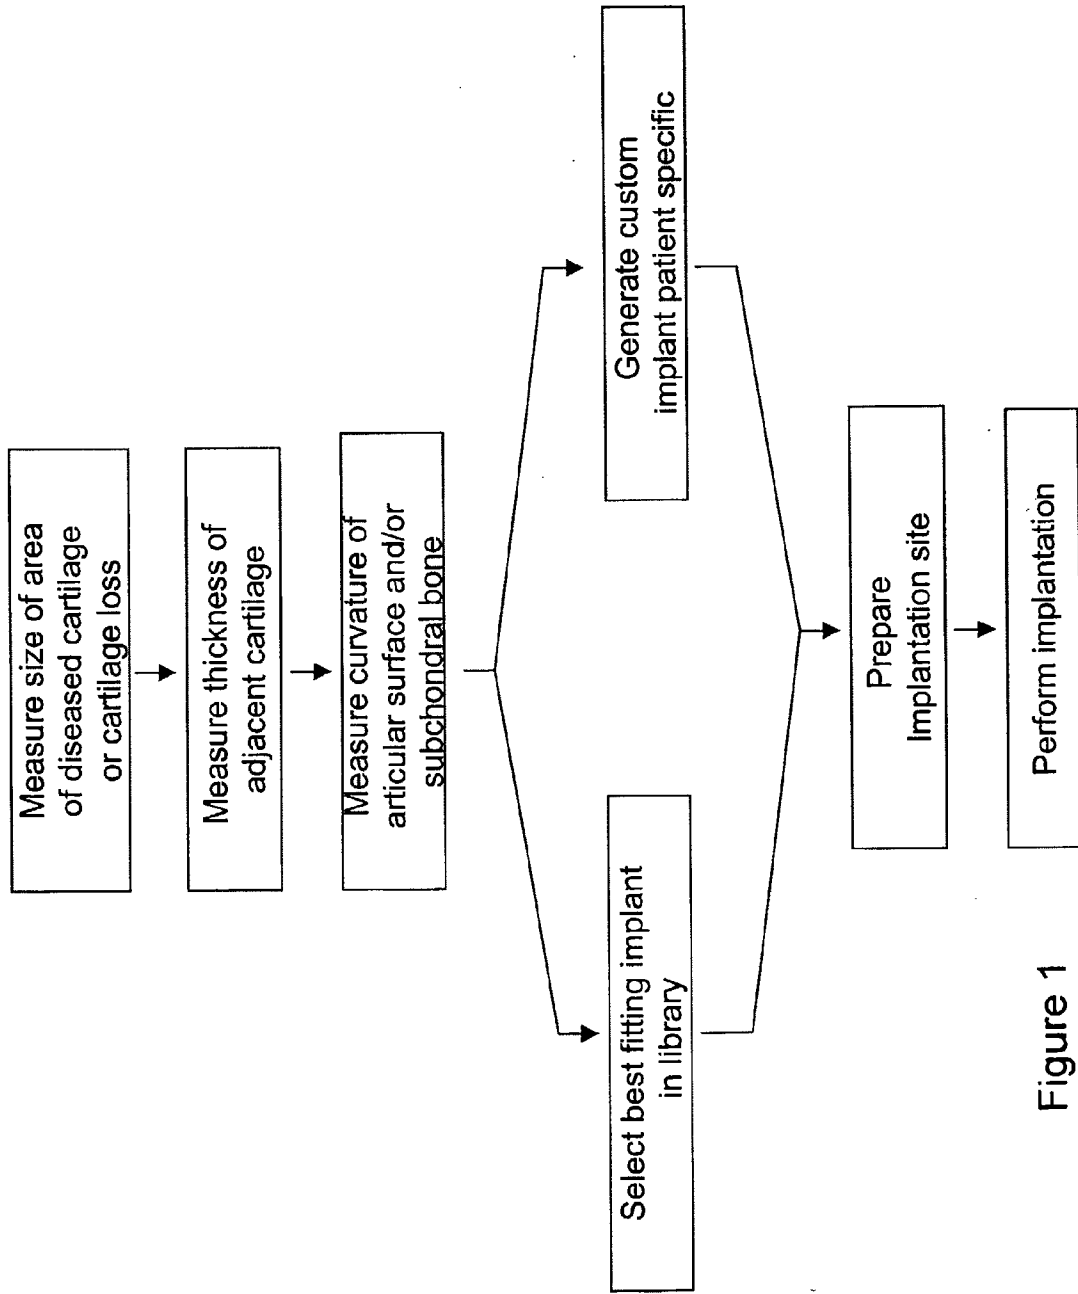 Measure size of area
of diseased cartilage
or cartilage loss
Measure thickness of
adjacent cartilage
Measure curvature of
articular surface and/or
subchondral bone
Select best fitting implant
in library
Generate custom
implant patient specific
Prepare
Implantation site
Perform implantation
Figure 1